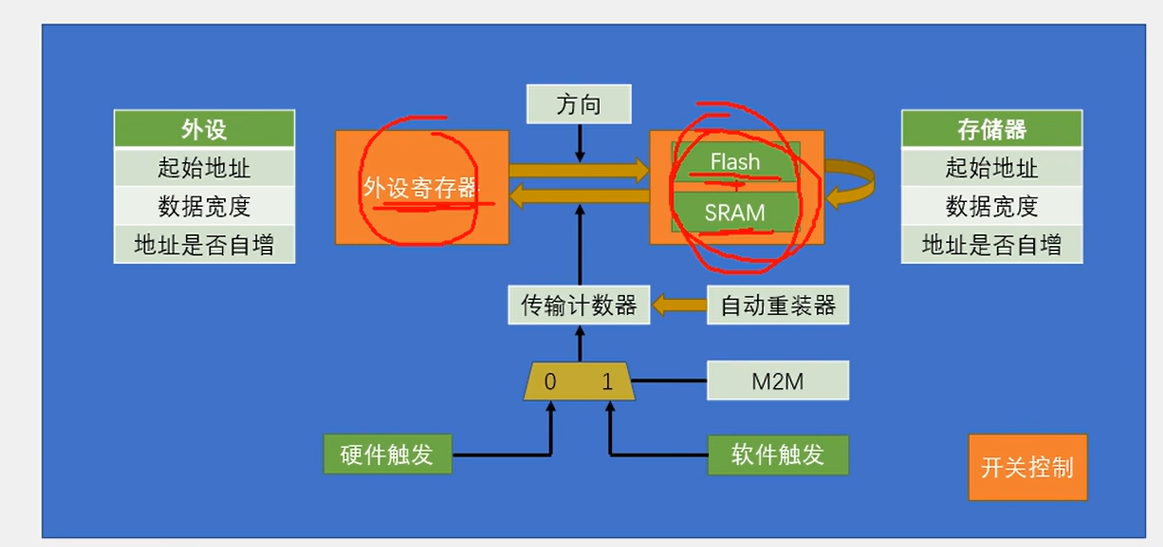 方向
外设
起始地址
数据宽度
地址是否自增
外设寄存器
Flash
SRAM
存储器
起始地址
数据宽度
地址是否自增
传输计数器
自动重装器
0
1
M2M
硬件触发
软件触发
开关控制